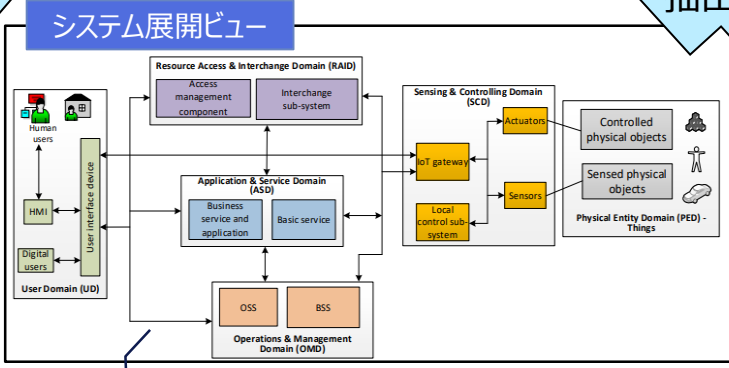 抽出
システム展開ビュー
Resource Access & Interchange Domain (RAID)
Access
management
component
Interchange
sub-system
Sensing & Controlling Domain
(SCD)
Actuators
IoT gateway
Sensors
Local
control sub-
system
Controlled
physical objects
Sensed physical
objects
Physical Entity Domain (PED) -
Things
Human
users
HMI
Digital
users
User interface device
User Domain (UD)
Application & Service Domain
(ASD)
Business
service and
application
Basic service
OSS
BSS
Operations & Management
Domain (OMD)